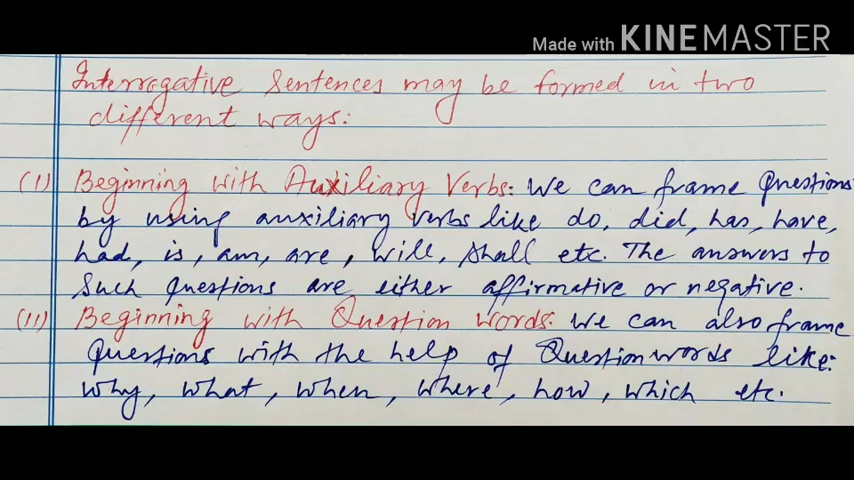 Made with KINEMASTER
Interrogative Sentences may be formed in two
different ways:
(I) Beginning with Auxiliary Verbs: We can frame Questions
by using auxiliary verbs like do, did, has, have,
had, is, am, are, will, shall etc. The answers to
such questions are either affirmative or negative.
(II) Beginning with Question Words: We can also frame
Questions with the help of Question words like:
why, what, when, where, how, which etc.